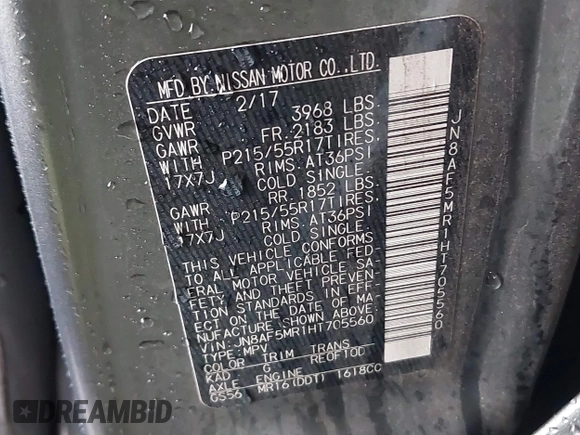 MFD BY NISSAN MOTOR CO.,LTD.
DATE 2/17
GVWR 3968 LBS.
GAWR FR. 2183 LBS.
WITH P215/55R17TIRES,
17X7J RIMS AT36PSI
COLD SINGLE.
GAWR RR. 1852 LBS.
WITH P215/55R17TIRES,
17X7J RIMS AT36PSI
COLD SINGLE.
THIS VEHICLE CONFORMS
TO ALL APPLICABLE FED-
ERAL MOTOR VEHICLE SA-
FETY AND THEFT PREVEN-
TION STANDARDS IN EFF-
ECT ON THE DATE OF MA-
NUFACTURE SHOWN ABOVE.
VIN: JN8AF5MR1HT705560
TYPE: MPV
COLOR TRIM TRANS
KAD G RE0F10D
AXLE
GS56 MR16(DDT) 1618CC
JN8AF5MR1HT705560
DREAMBID